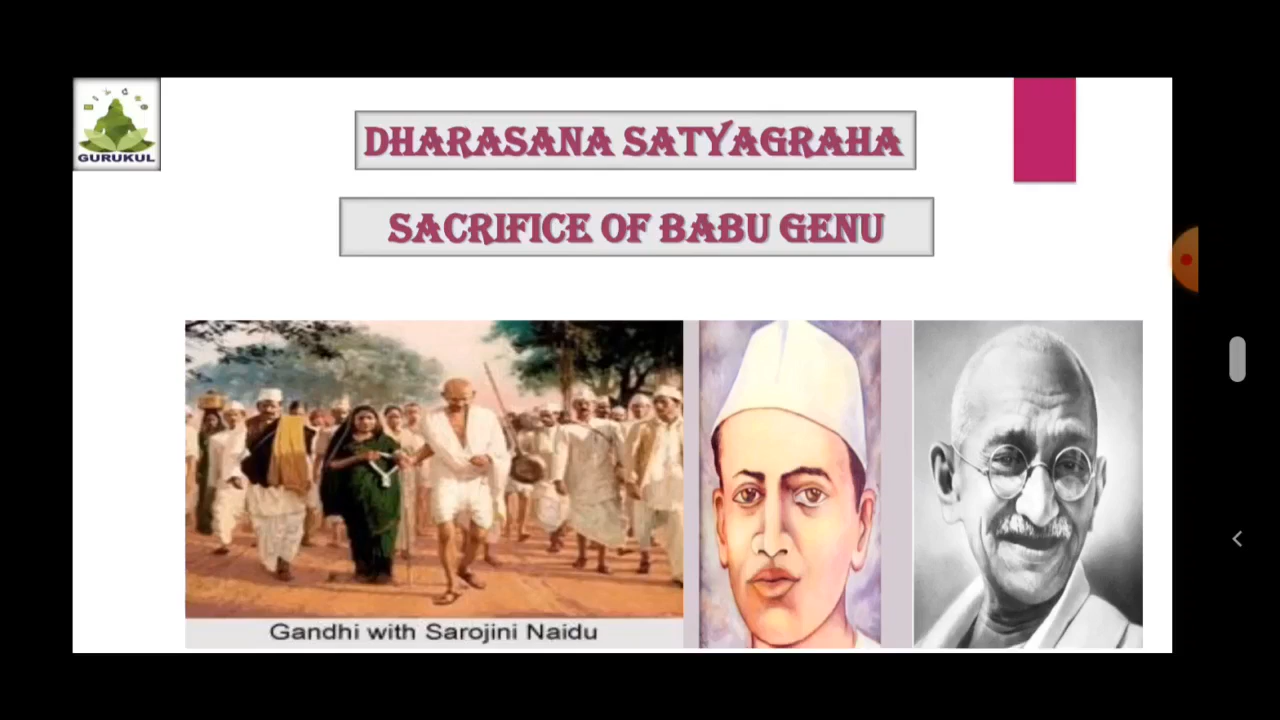 GURUKUL
DHARASANA SATYAGRAHA
SACRIFICE OF BABU GENU
Gandhi with Sarojini Naidu